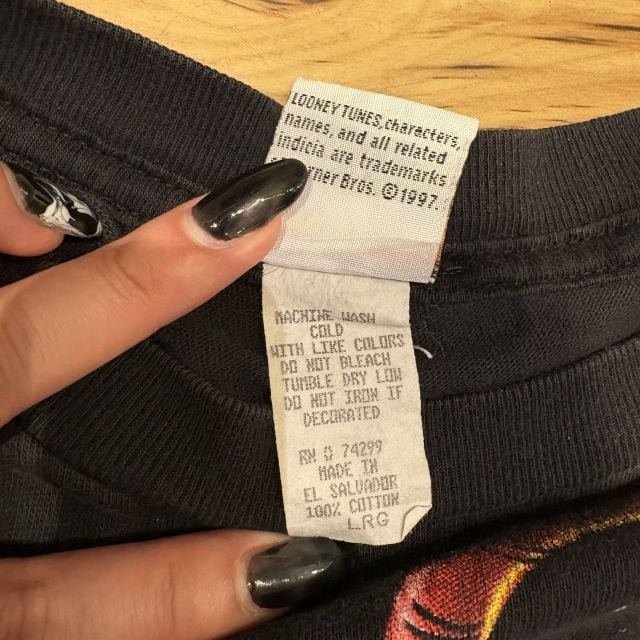 LOONEY TUNES, characters,
names, and all related
indicia are trademarks
Bros. ©1997.
MACHINE WASH
COLD
WITH LIKE COLORS
DO NOT BLEACH
TUMBLE DRY LOW
DO NOT IRON IF
DECORATED
RN 0 74299
MADE IN
EL SALVADOR
100% COTTON
LRG